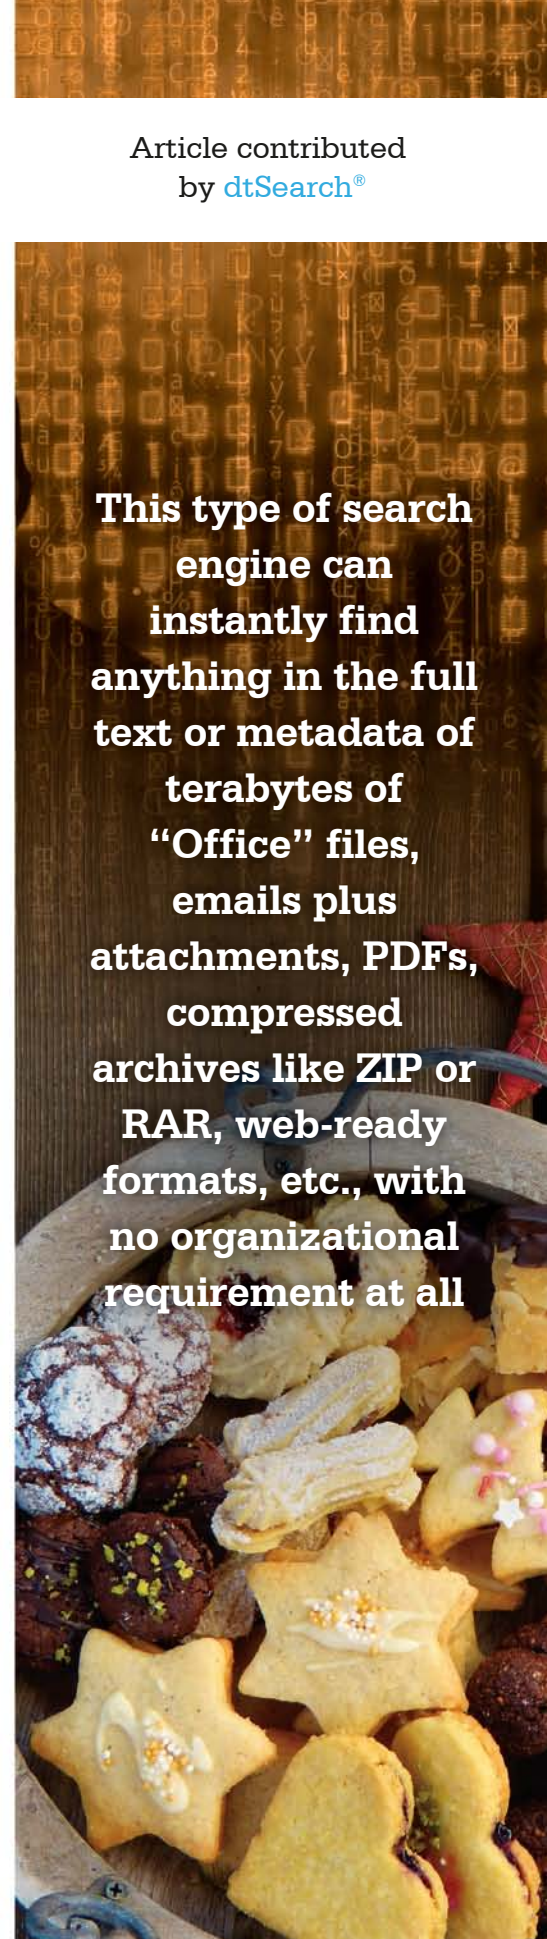 Article contributed
by dtSearch®
This type of search
engine can
instantly find
anything in the full
text or metadata of
terabytes of
“Office” files,
emails plus
attachments, PDFs,
compressed
archives like ZIP or
RAR, web-ready
formats, etc., with
no organizational
requirement at all